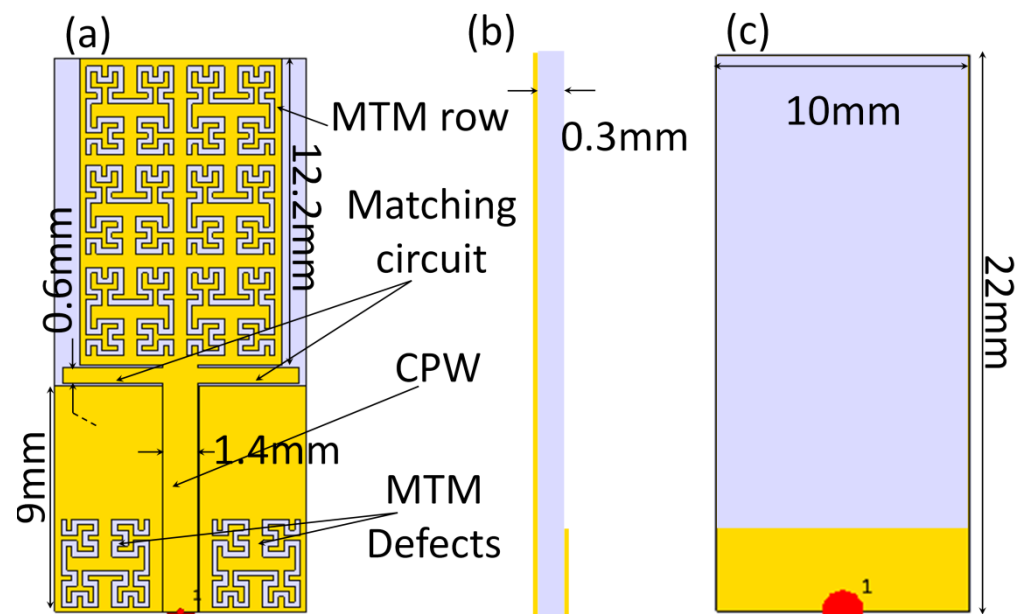 (a)
MTM row
12.2mm
Matching
circuit
0.6mm
CPW
1.4mm
9mm
MTM
Defects
1
(b)
0.3mm
(c)
10mm
22mm
1